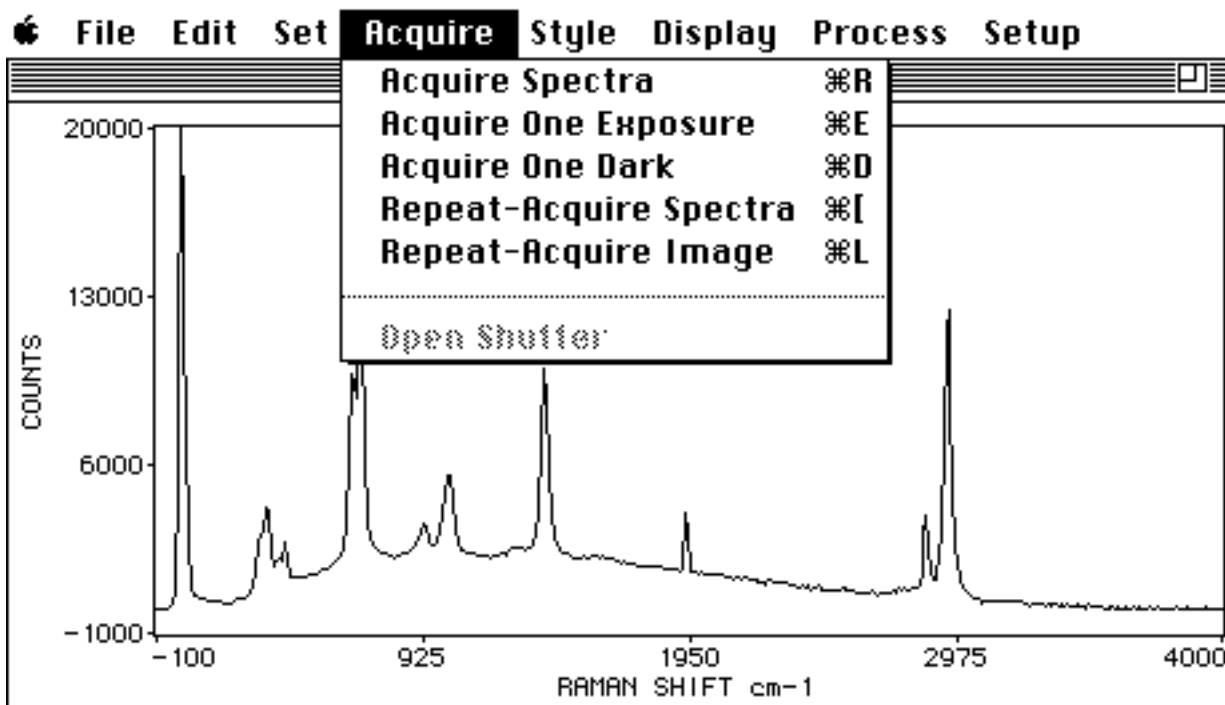 File Edit Set Acquire Style Display Process Setup
Acquire Spectra ⌘R
Acquire One Exposure ⌘E
Acquire One Dark ⌘D
Repeat-Acquire Spectra ⌘[
Repeat-Acquire Image ⌘L
Open Shutter
20000
13000
6000
-1000
COUNTS
-100 925 1950 2975 4000
RAMAN SHIFT cm-1